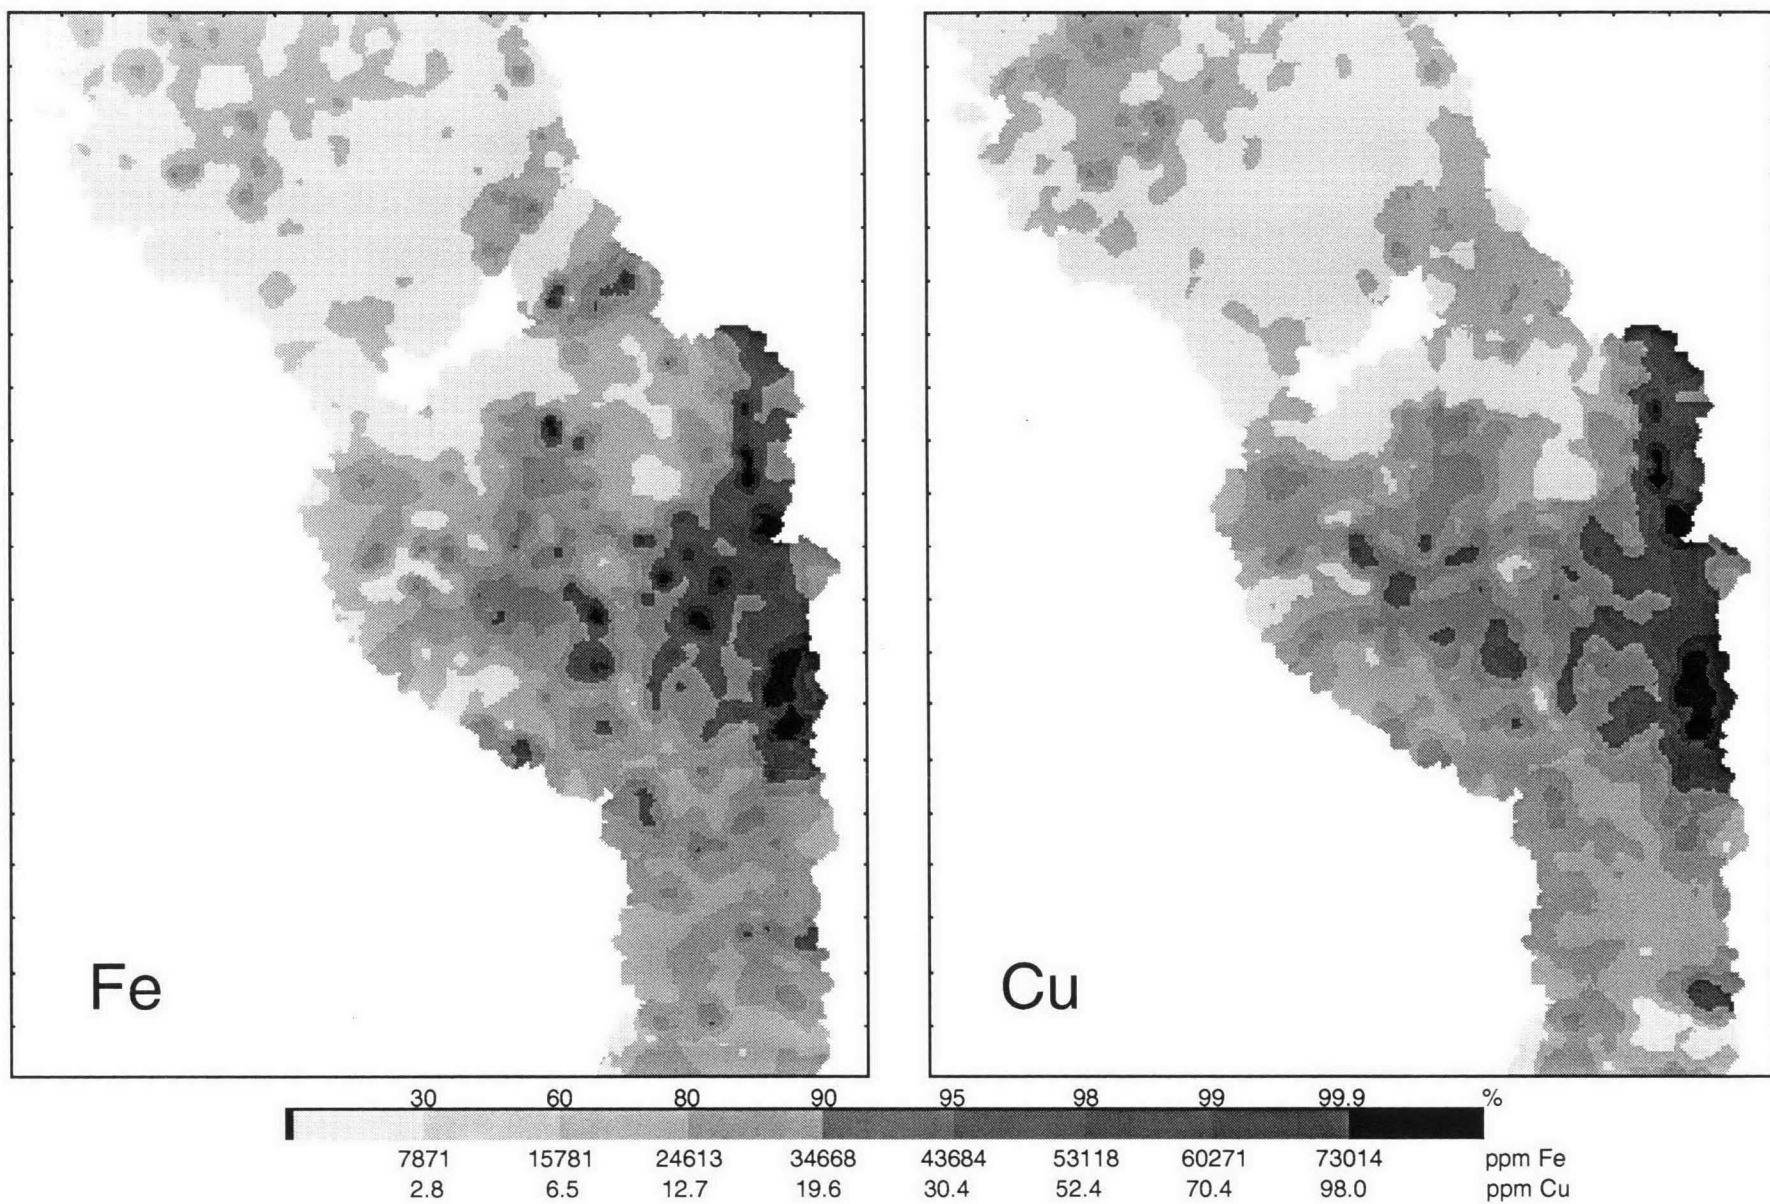 Fe
Cu
30 60 80 90 95 98 99 99.9 %
7871 15781 24613 34668 43684 53118 60271 73014 ppm Fe
2.8 6.5 12.7 19.6 30.4 52.4 70.4 98.0 ppm Cu